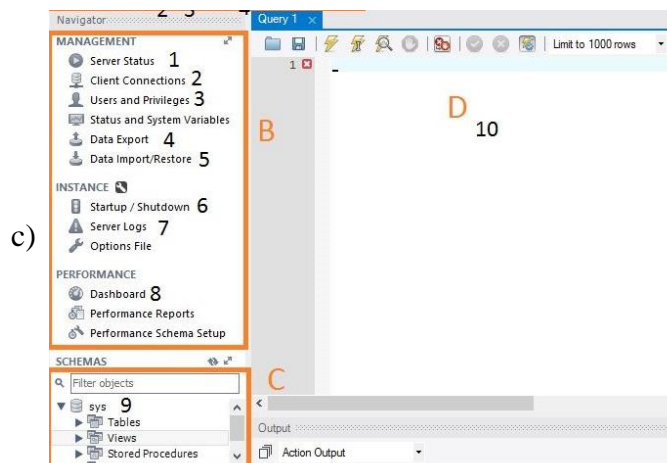 Navigator
Query 1 ×
MANAGEMENT
Server Status 1
Client Connections 2
Users and Privileges 3
Status and System Variables
Data Export 4
Data Import/Restore 5
INSTANCE
Startup / Shutdown 6
Server Logs 7
Options File
PERFORMANCE
Dashboard 8
Performance Reports
Performance Schema Setup
SCHEMAS
Filter objects
sys 9
Tables
Views
Stored Procedures
c)
B
C
Limit to 1000 rows
1
D
10
Output
Action Output